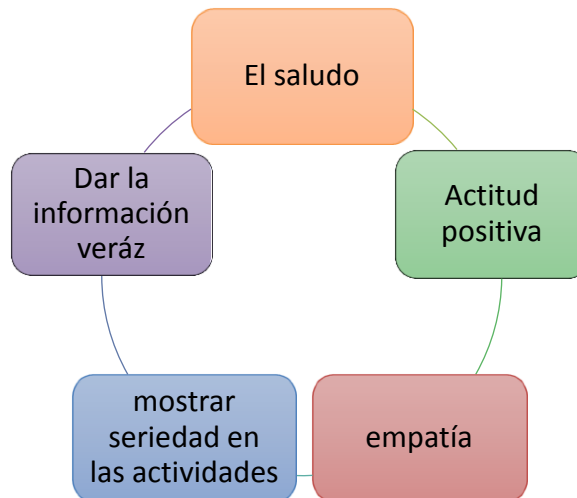 El saludo
Actitud
positiva
empatía
mostrar
seriedad en
las actividades
Dar la
información
veráz